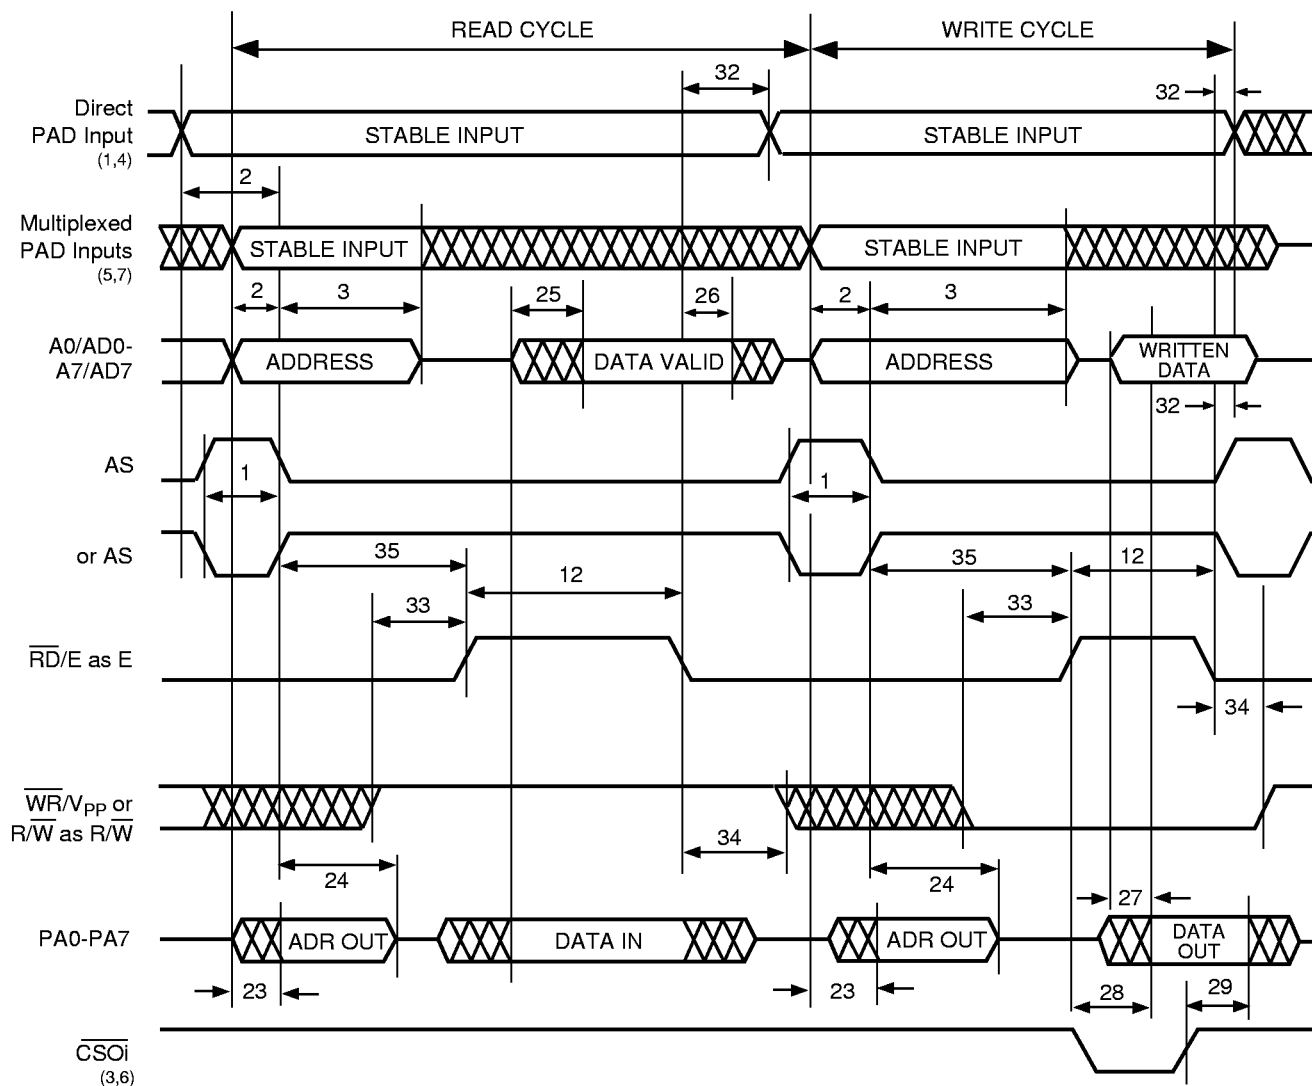 READ CYCLE WRITE CYCLE
32
32
Direct
PAD Input
(1,4)
STABLE INPUT STABLE INPUT
2
Multiplexed
PAD Inputs
(5,7)
STABLE INPUT STABLE INPUT
2 3 25 26 2 3
A0/AD0-
A7/AD7
ADDRESS DATA VALID ADDRESS WRITTEN
DATA
32
AS
1 1
or AS
35 12 35 12
33 33
RD/E as E
34
WR/VPP or
R/W as R/W
34
24 24
27
PA0-PA7
ADR OUT DATA IN ADR OUT DATA
OUT
23 23 28 29
CSOi
(3,6)